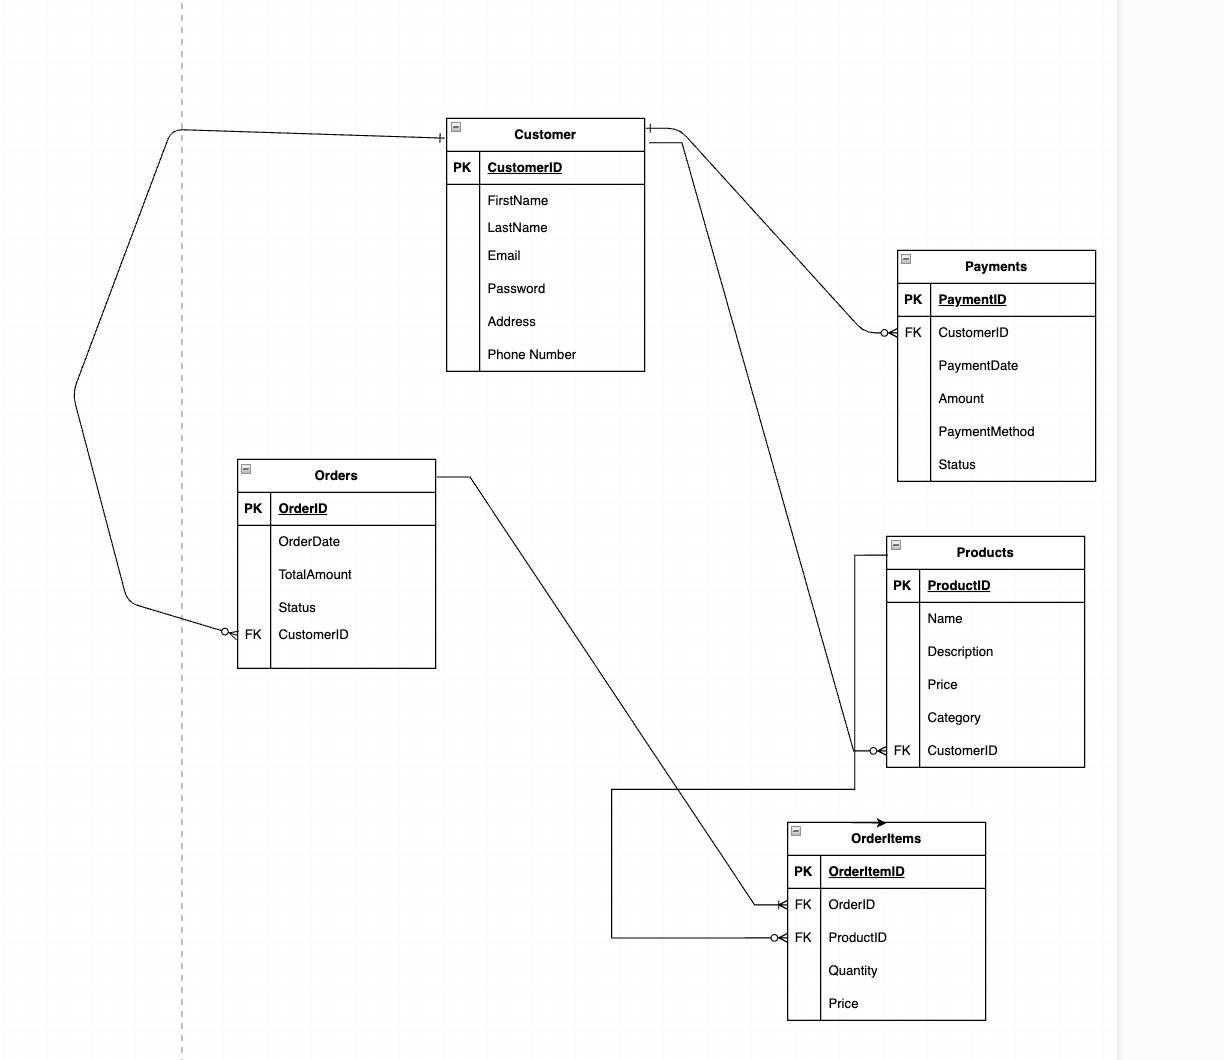 Customer
PK CustomerID
FirstName
LastName
Email
Password
Address
Phone Number
Payments
PK PaymentID
FK CustomerID
PaymentDate
Amount
PaymentMethod
Status
Orders
PK OrderID
OrderDate
TotalAmount
Status
FK CustomerID
Products
PK ProductID
Name
Description
Price
Category
FK CustomerID
OrderItems
PK OrderItemID
FK OrderID
FK ProductID
Quantity
Price